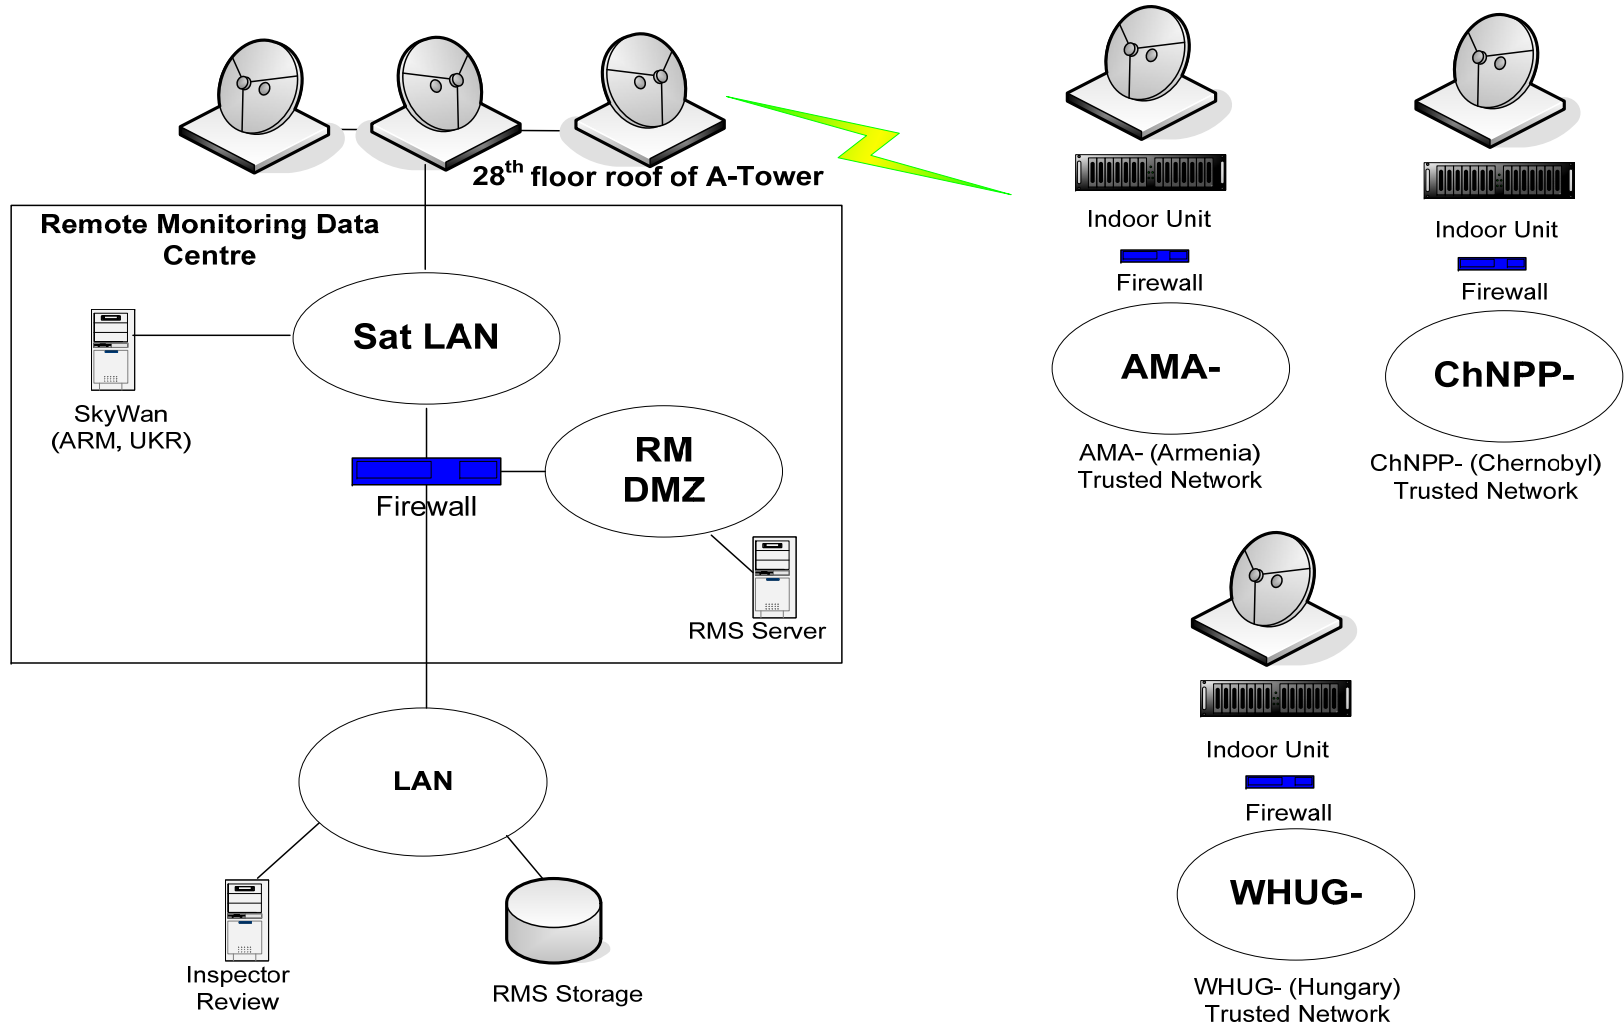 28th floor roof of A-Tower
Remote Monitoring Data
Centre
Sat LAN
SkyWan
(ARM, UKR)
RM
DMZ
Firewall
RMS Server
LAN
Inspector
Review
RMS Storage
Indoor Unit
Firewall
AMA-
AMA- (Armenia)
Trusted Network
Indoor Unit
Firewall
ChNPP-
ChNPP- (Chernobyl)
Trusted Network
Indoor Unit
Firewall
WHUG-
WHUG- (Hungary)
Trusted Network